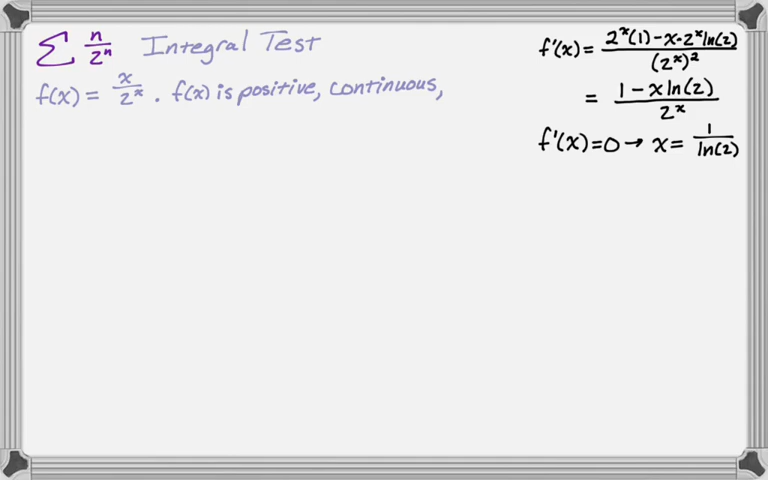 ∑ n/2ⁿ Integral Test
f(x) = x/2ˣ . f(x) is positive, continuous,
f'(x) = (2ˣ(1) - x·2ˣ ln(2))/(2ˣ)²
= (1 - x ln(2))/2ˣ
f'(x) = 0 → x = 1/ln(2)